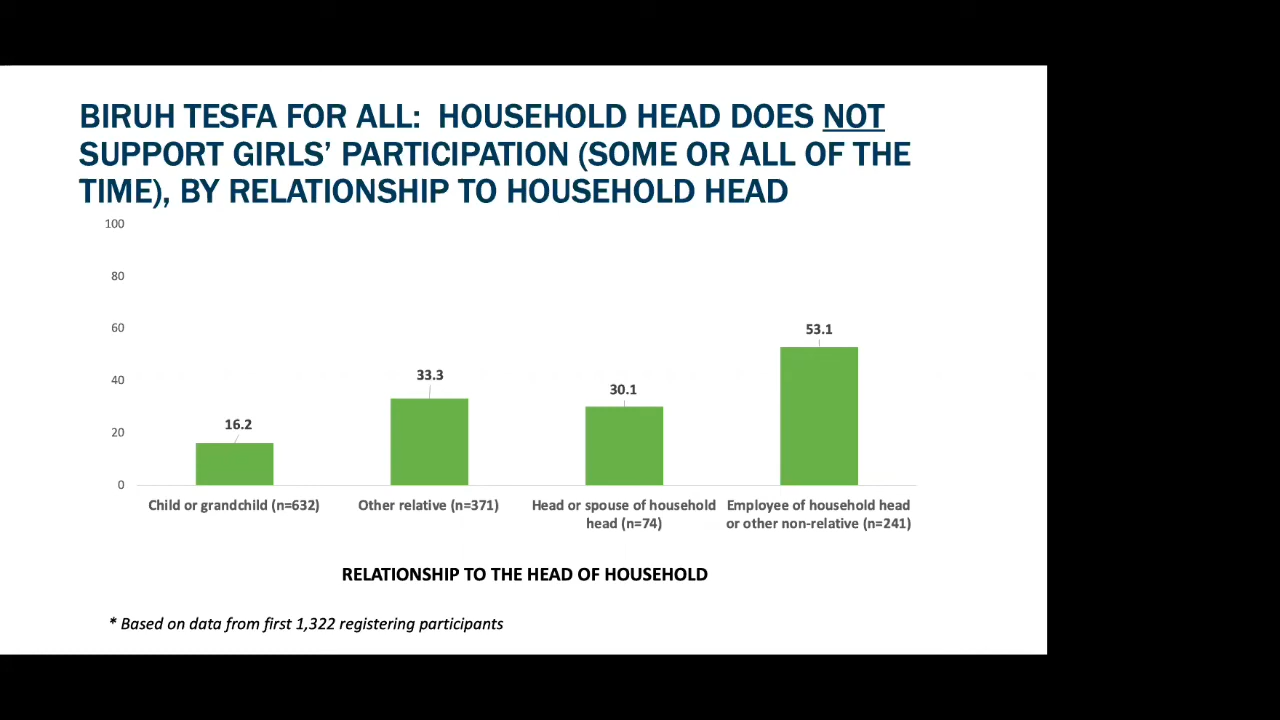 BIRUH TESFA FOR ALL: HOUSEHOLD HEAD DOES NOT
SUPPORT GIRLS’ PARTICIPATION (SOME OR ALL OF THE
TIME), BY RELATIONSHIP TO HOUSEHOLD HEAD
100
80
60
40
20
0
16.2
33.3
30.1
53.1
Child or grandchild (n=632)
Other relative (n=371)
Head or spouse of household
head (n=74)
Employee of household head
or other non-relative (n=241)
RELATIONSHIP TO THE HEAD OF HOUSEHOLD
* Based on data from first 1,322 registering participants